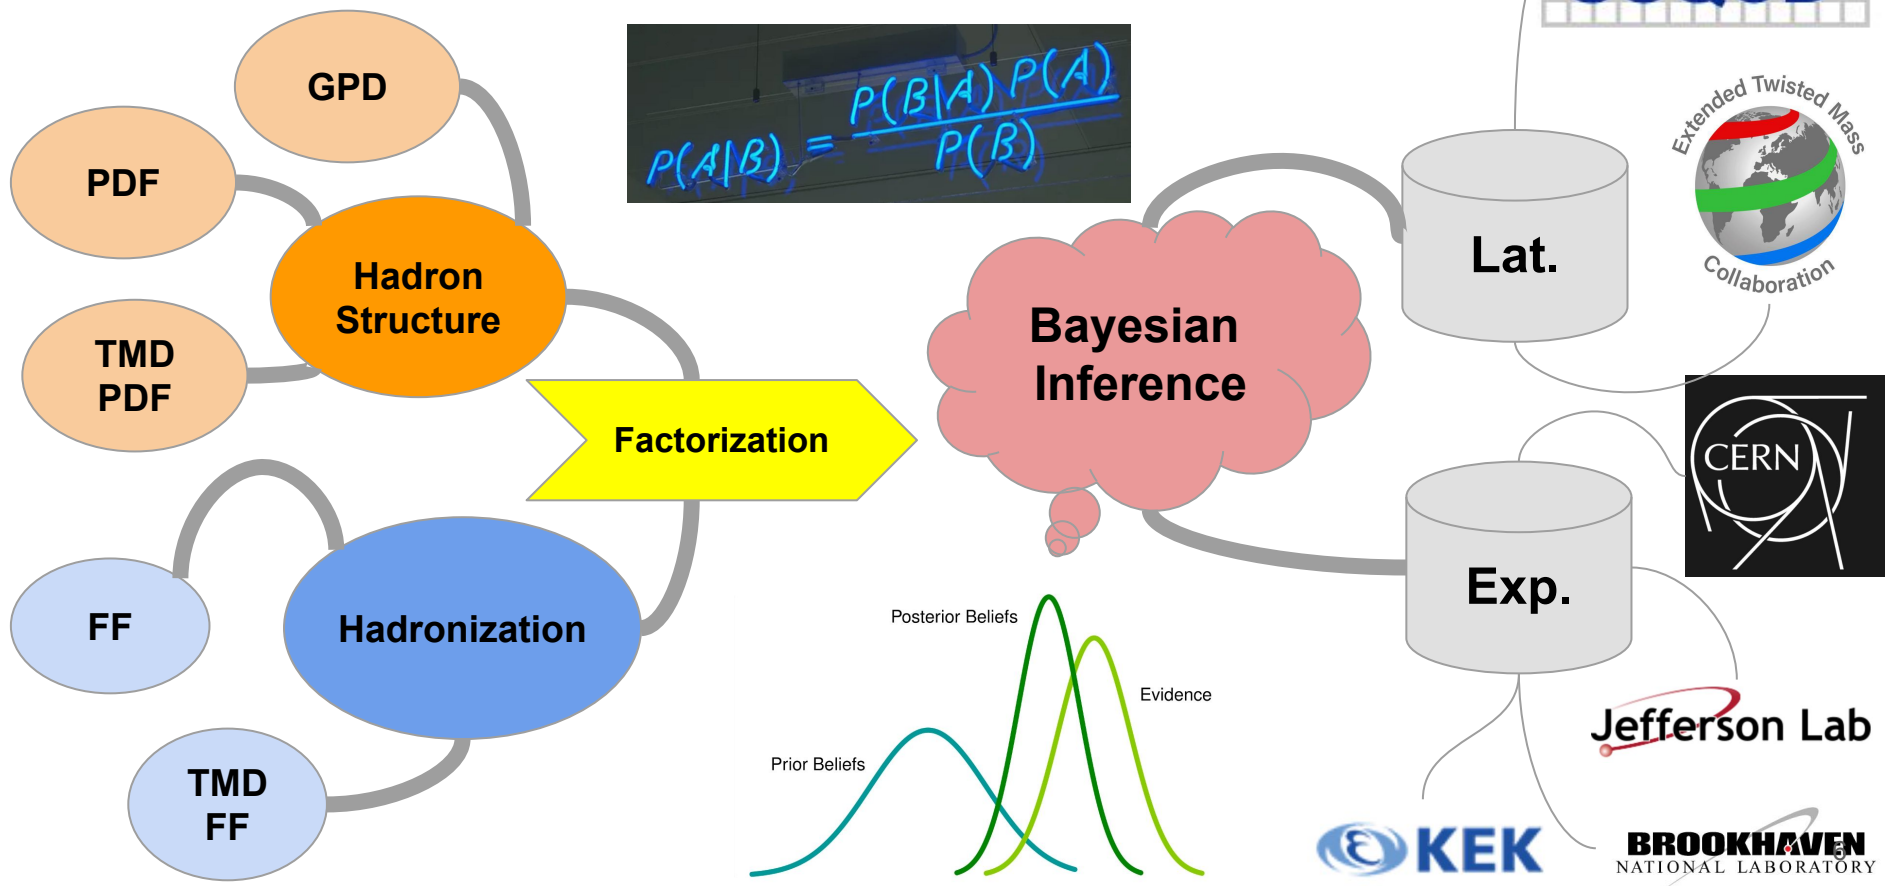 GPD
PDF
Hadron
Structure
TMD
PDF
Factorization
FF
Hadronization
TMD
FF
P(A|B) = P(B|A) P(A)
P(B)
Bayesian
Inference
Posterior Beliefs
Evidence
Prior Beliefs
Lat.
Extended Twisted Mass
Collaboration
CERN
Exp.
Jefferson Lab
KEK
BROOKHAVEN
NATIONAL LABORATORY
6